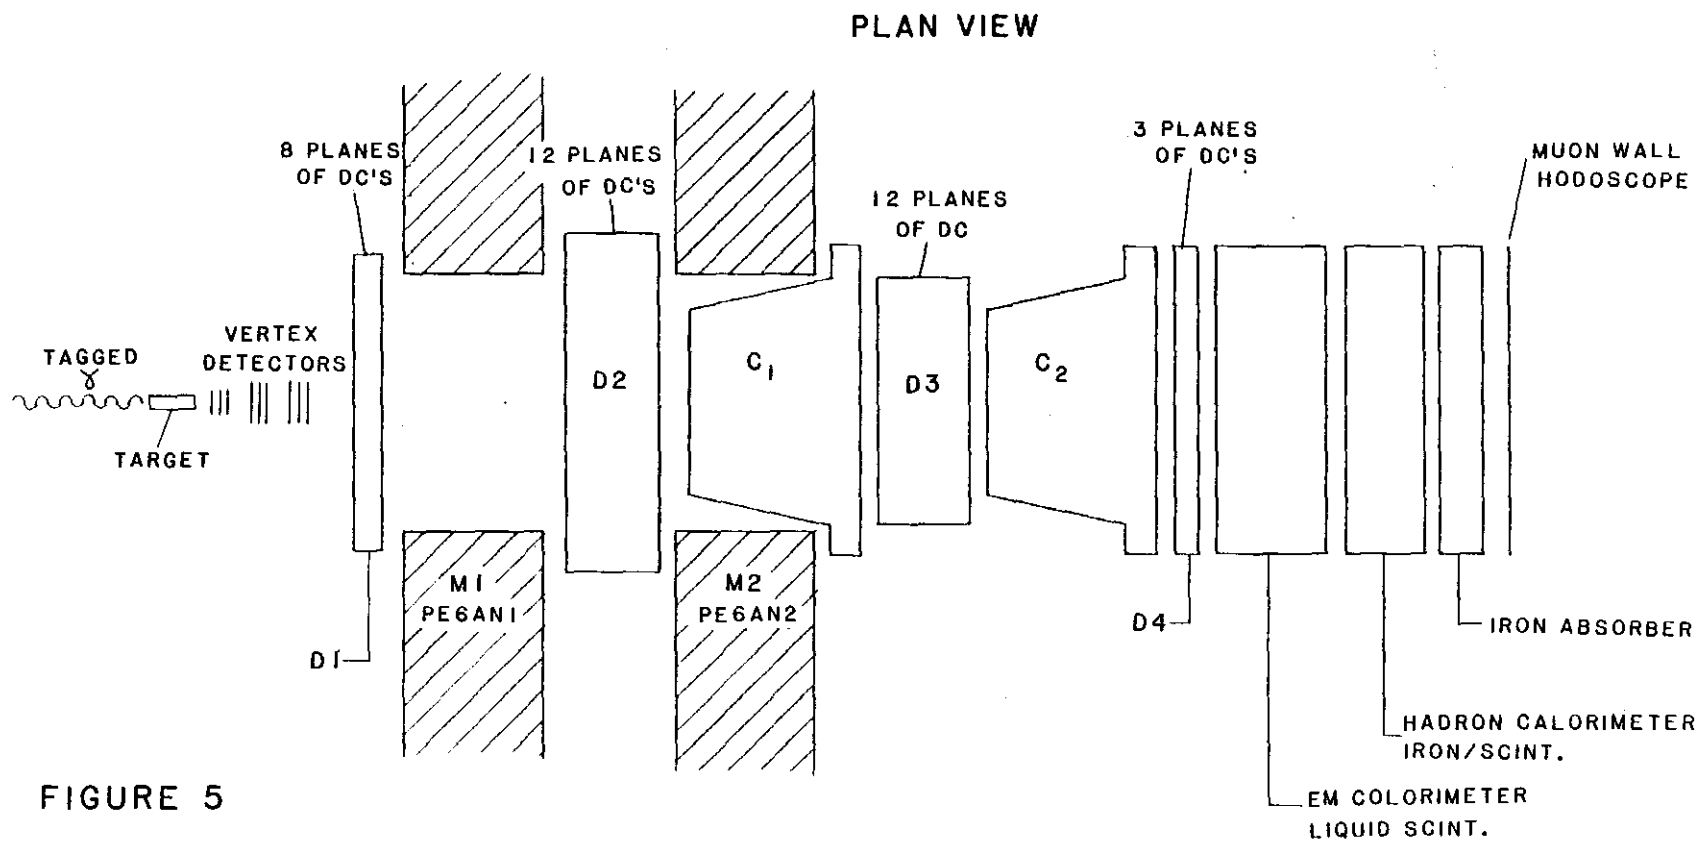 PLAN VIEW
8 PLANES
OF DC'S
12 PLANES
OF DC'S
12 PLANES
OF DC
3 PLANES
OF DC'S
MUON WALL
HODOSCOPE
TAGGED
VERTEX
DETECTORS
TARGET
D2
C1
D3
C2
M1
PE6AN1
M2
PE6AN2
D1
D4
IRON ABSORBER
HADRON CALORIMETER
IRON/SCINT.
EM COLORIMETER
LIQUID SCINT.
FIGURE 5